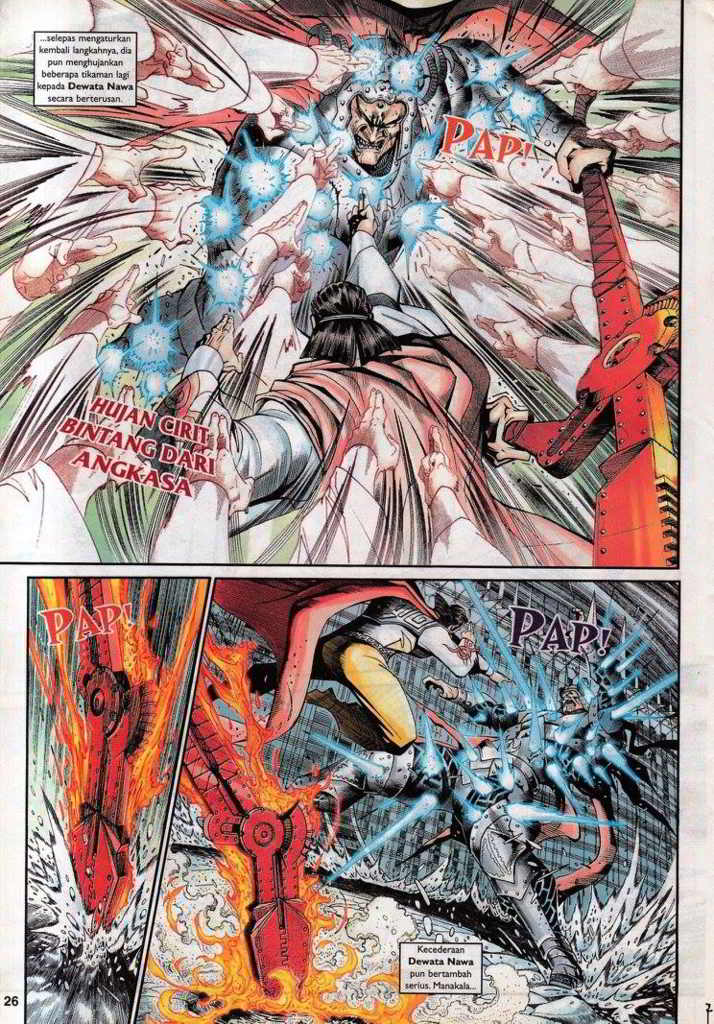 ...selepas mengaturkan
kembali langkahnya, dia
pun menghujankan
beberapa tikaman lagi
kepada Dewata Nawa
secara berterusan.
PAP!
HUJAN CIRIT
BINTANG DARI
ANGKASA
PAP!
PAP!
Kecederaan
Dewata Nawa
pun bertambah
serius. Manakala...
26